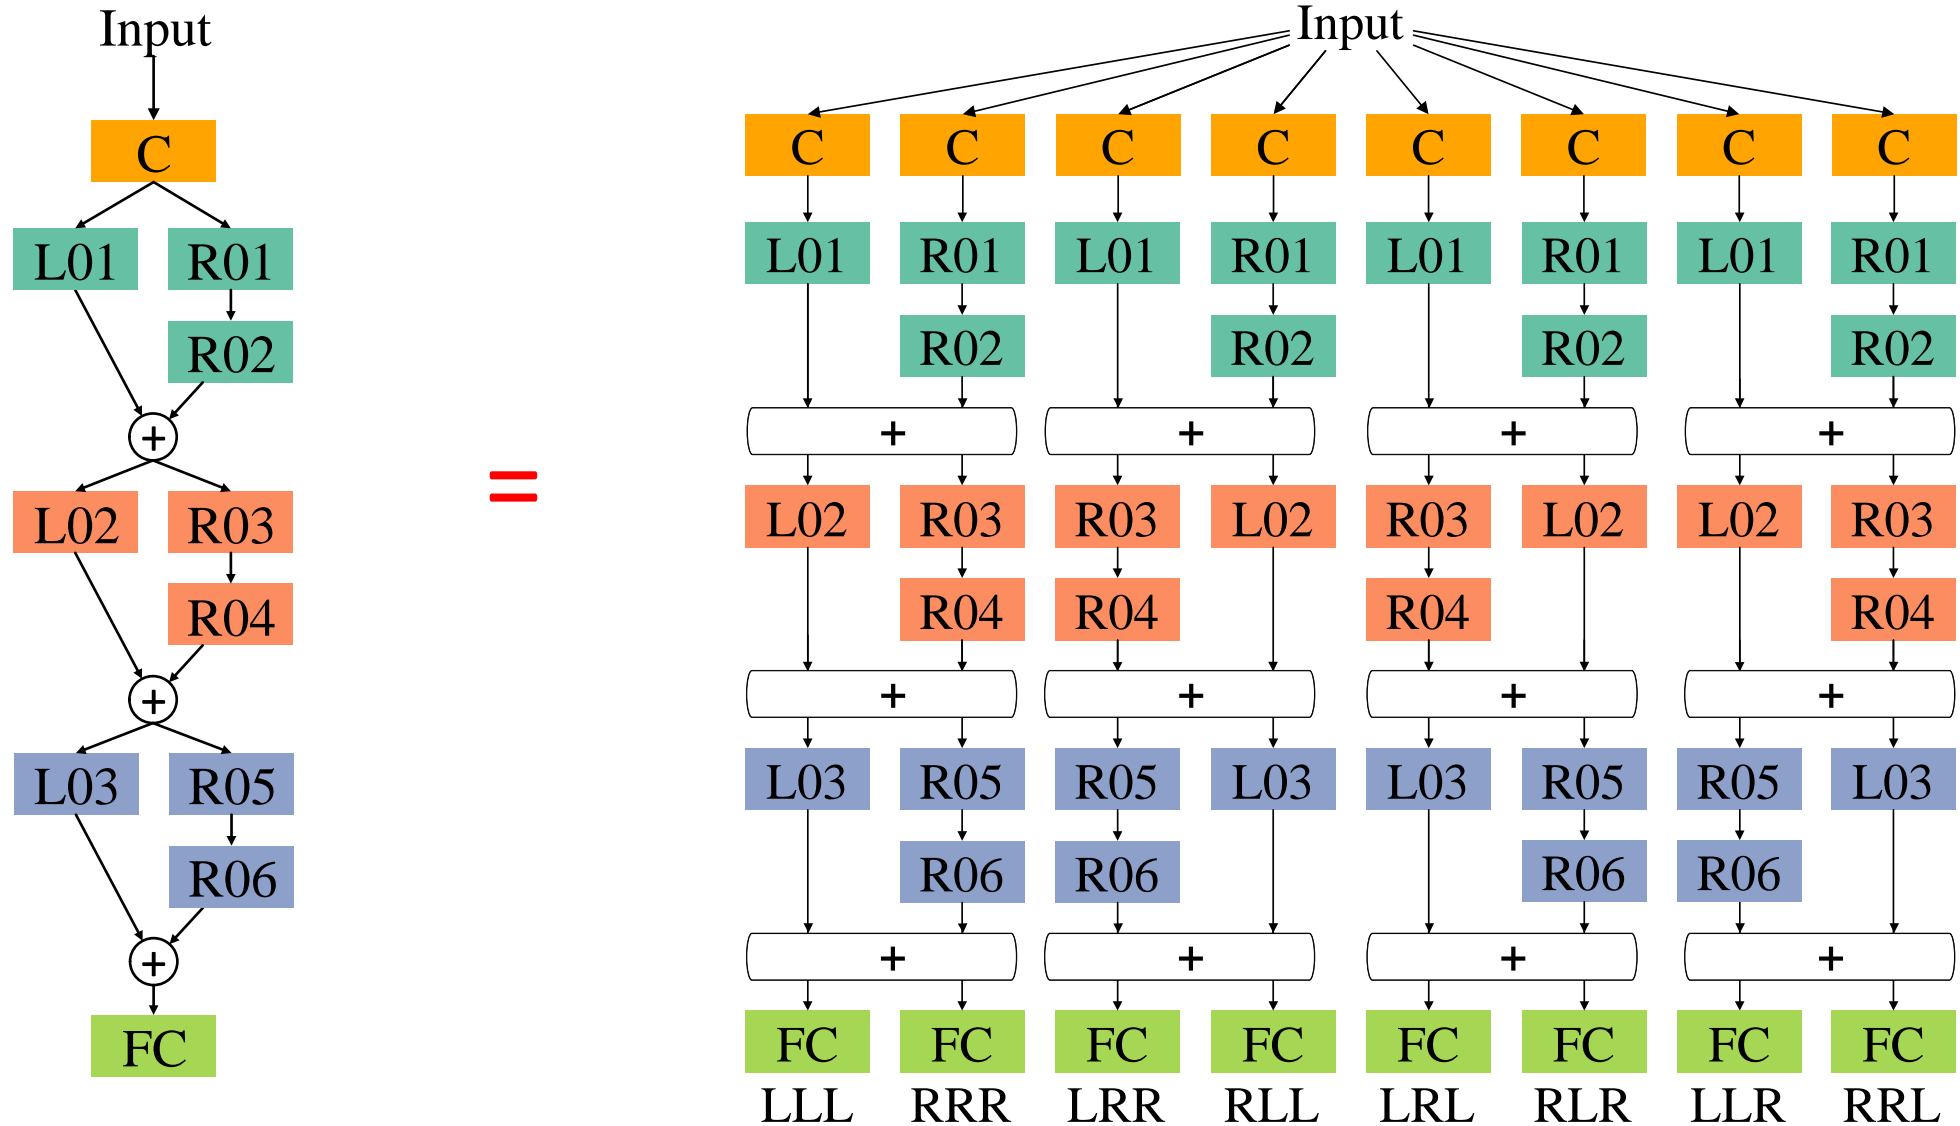 Input
C
L01 R01
R02
+
L02 R03
R04
+
L03 R05
R06
+
FC
=
Input
C C C C C C C C
L01 R01 L01 R01 L01 R01 L01 R01
R02 R02 R02 R02
+ + + +
L02 R03 R03 L02 R03 L02 L02 R03
R04 R04 R04 R04
+ + + +
L03 R05 R05 L03 L03 R05 R05 L03
R06 R06 R06 R06
+ + + +
FC FC FC FC FC FC FC FC
LLL RRR LRR RLL LRL RLR LLR RRL